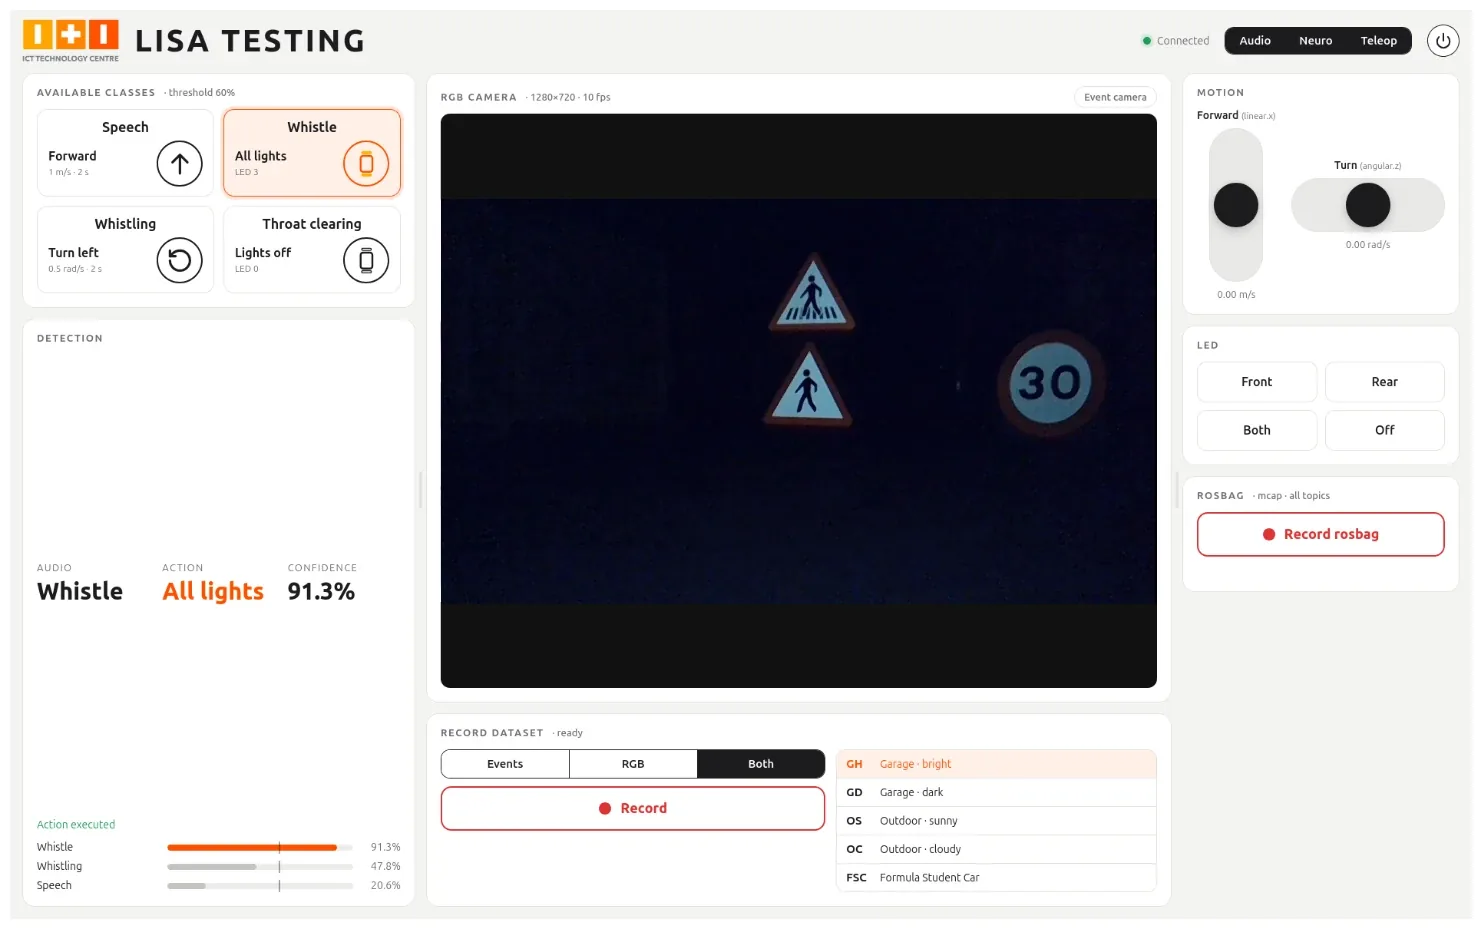 ICT TECHNOLOGY CENTRE
LISA TESTING
Connected
Audio
Neuro
Teleop
AVAILABLE CLASSES · threshold 60%
Speech
Forward
1 m/s · 2 s
Whistle
All lights
LED 3
Whistling
Turn left
0.5 rad/s · 2 s
Throat clearing
Lights off
LED 0
DETECTION
AUDIO
Whistle
ACTION
All lights
CONFIDENCE
91.3%
Action executed
Whistle 91.3%
Whistling 47.8%
Speech 20.6%
RGB CAMERA · 1280×720 · 10 fps
Event camera
30
RECORD DATASET · ready
Events
RGB
Both
Record
GH Garage · bright
GD Garage · dark
OS Outdoor · sunny
OC Outdoor · cloudy
FSC Formula Student Car
MOTION
Forward (linear.x)
0.00 m/s
Turn (angular.z)
0.00 rad/s
LED
Front
Rear
Both
Off
ROSBAG · mcap · all topics
Record rosbag